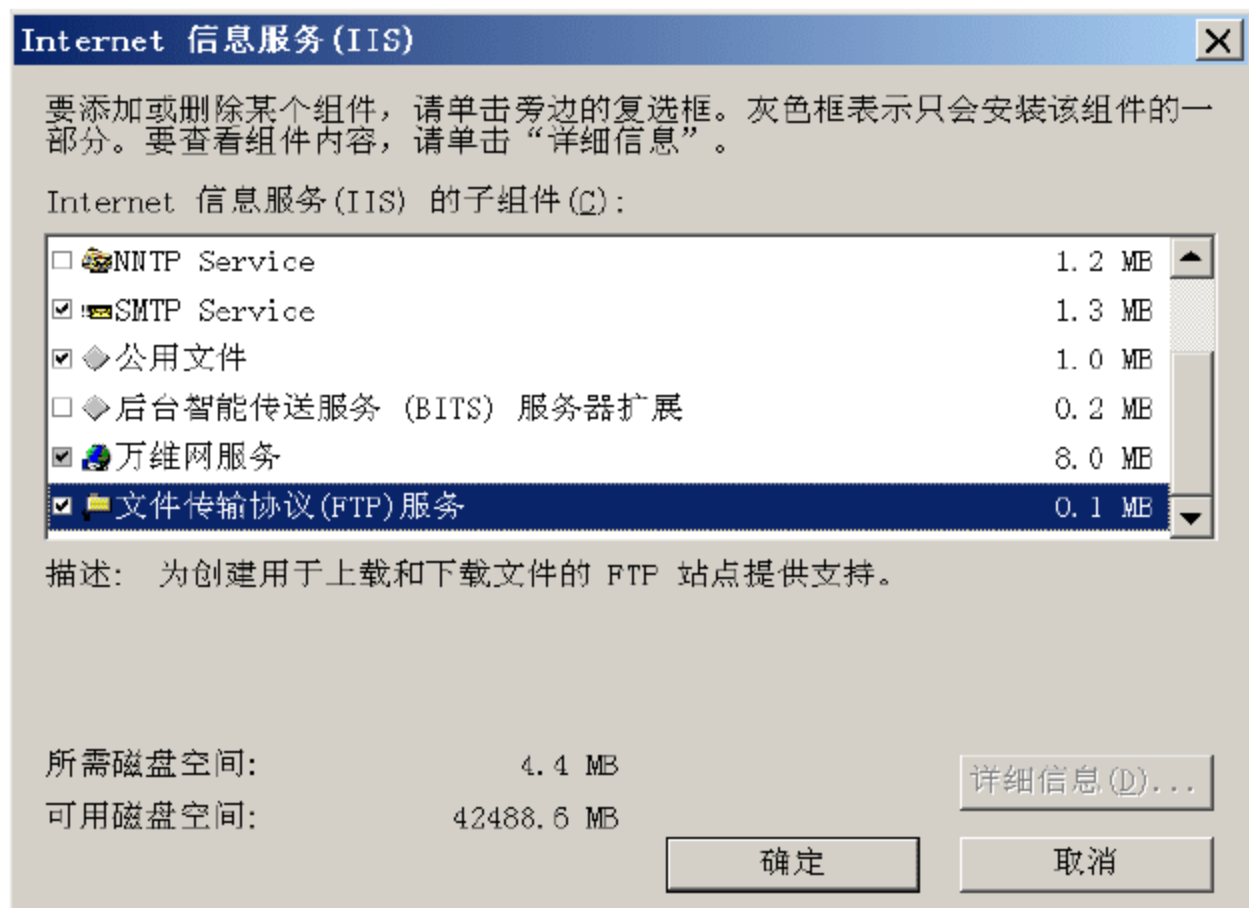 Internet 信息服务(IIS)
要添加或删除某个组件，请单击旁边的复选框。灰色框表示只会安装该组件的一
部分。要查看组件内容，请单击“详细信息”。
Internet 信息服务(IIS) 的子组件(C):
NNTP Service 1.2 MB
SMTP Service 1.3 MB
公用文件 1.0 MB
后台智能传送服务 (BITS) 服务器扩展 0.2 MB
万维网服务 8.0 MB
文件传输协议(FTP)服务 0.1 MB
描述: 为创建用于上载和下载文件的 FTP 站点提供支持。
所需磁盘空间: 4.4 MB
详细信息(D)...
可用磁盘空间: 42488.6 MB
确定 取消